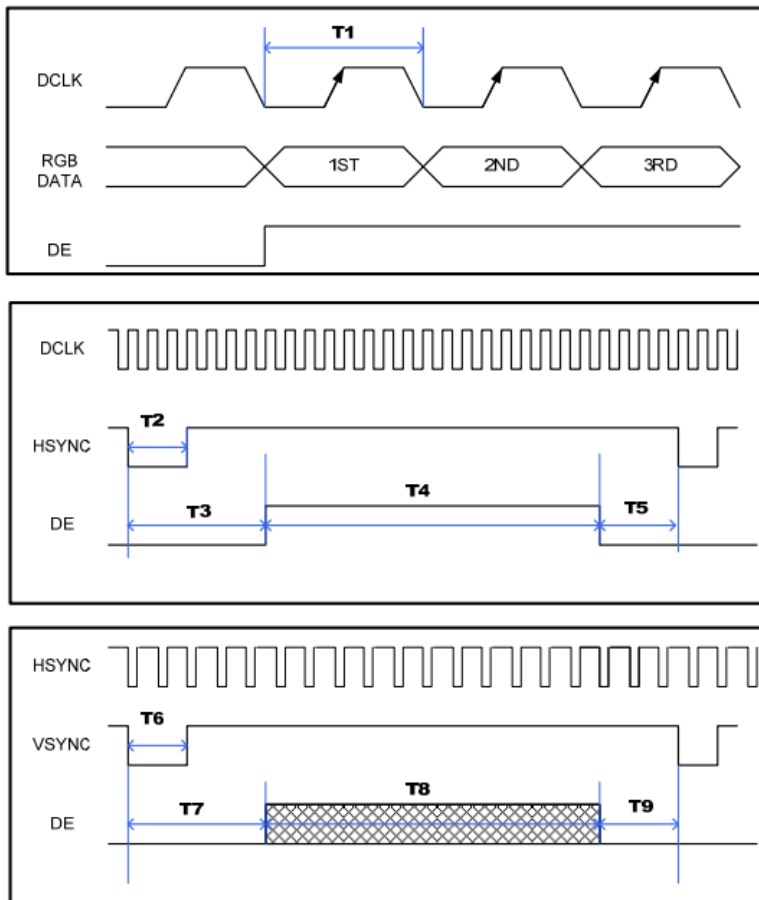 T1
DCLK
RGB
DATA
1ST 2ND 3RD
DE
DCLK
T2
HSYNC
T3 T4 T5
DE
HSYNC
T6
VSYNC
T7 T8 T9
DE